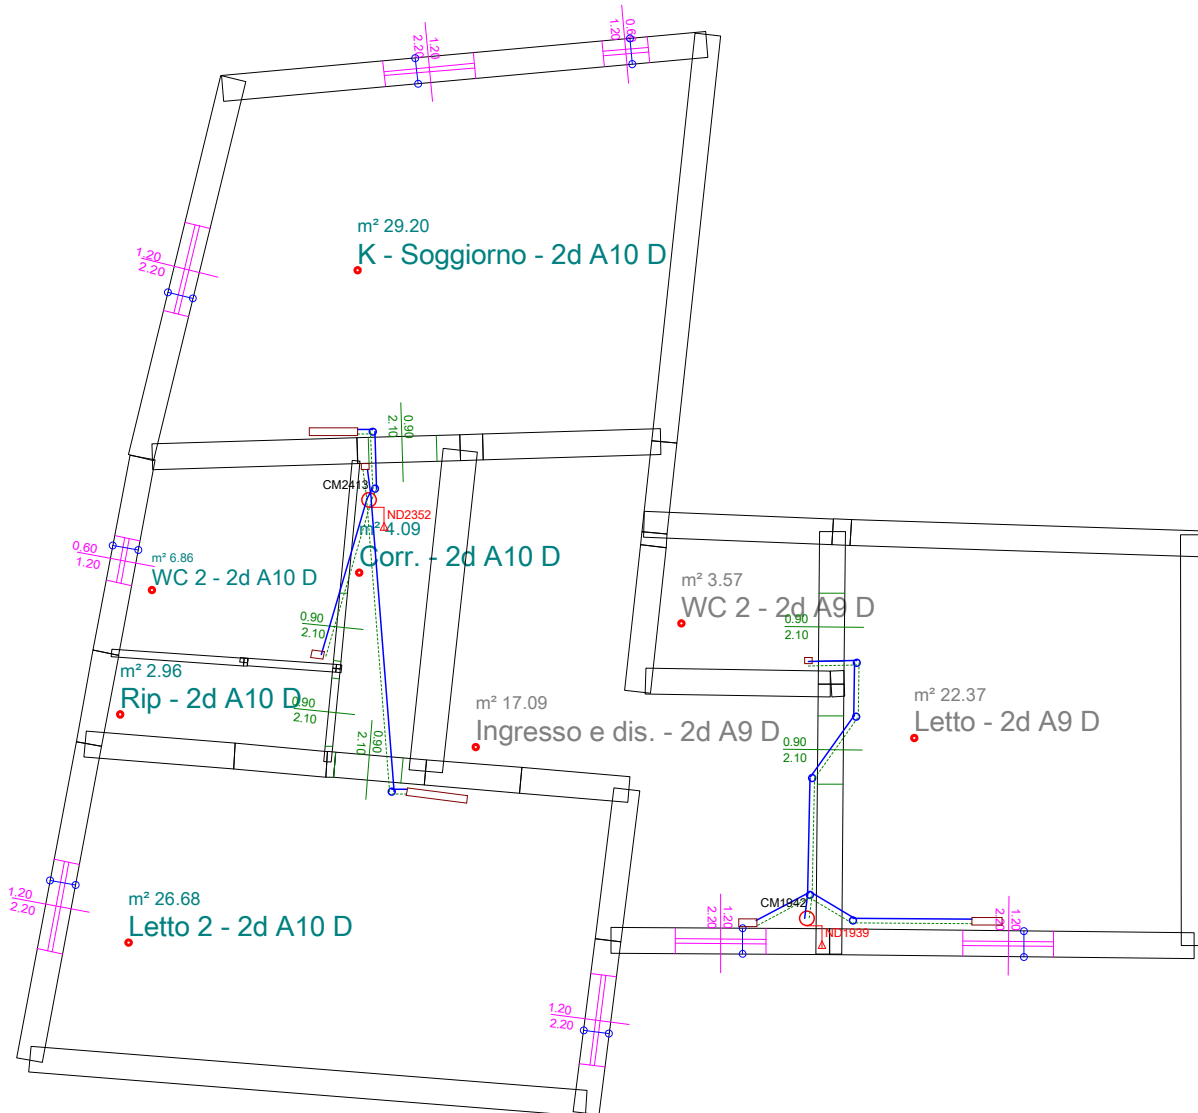 1.20
2.20
0.60
1.20
m² 29.20
K - Soggiorno - 2d A10 D
1.20
2.20
0.90
2.10
CM2413
ND2352
m² 4.09
Corr. - 2d A10 D
0.60
1.20
m² 6.86
WC 2 - 2d A10 D
m² 3.57
WC 2 - 2d A9 D
0.90
2.10
0.90
2.10
m² 2.96
Rip - 2d A10 D
0.90
2.10
m² 17.09
Ingresso e dis. - 2d A9 D
m² 22.37
Letto - 2d A9 D
0.90
2.10
0.90
2.10
1.20
2.20
m² 26.68
Letto 2 - 2d A10 D
CM1942
ND1939
1.20
2.20
1.20
2.20
1.20
2.20